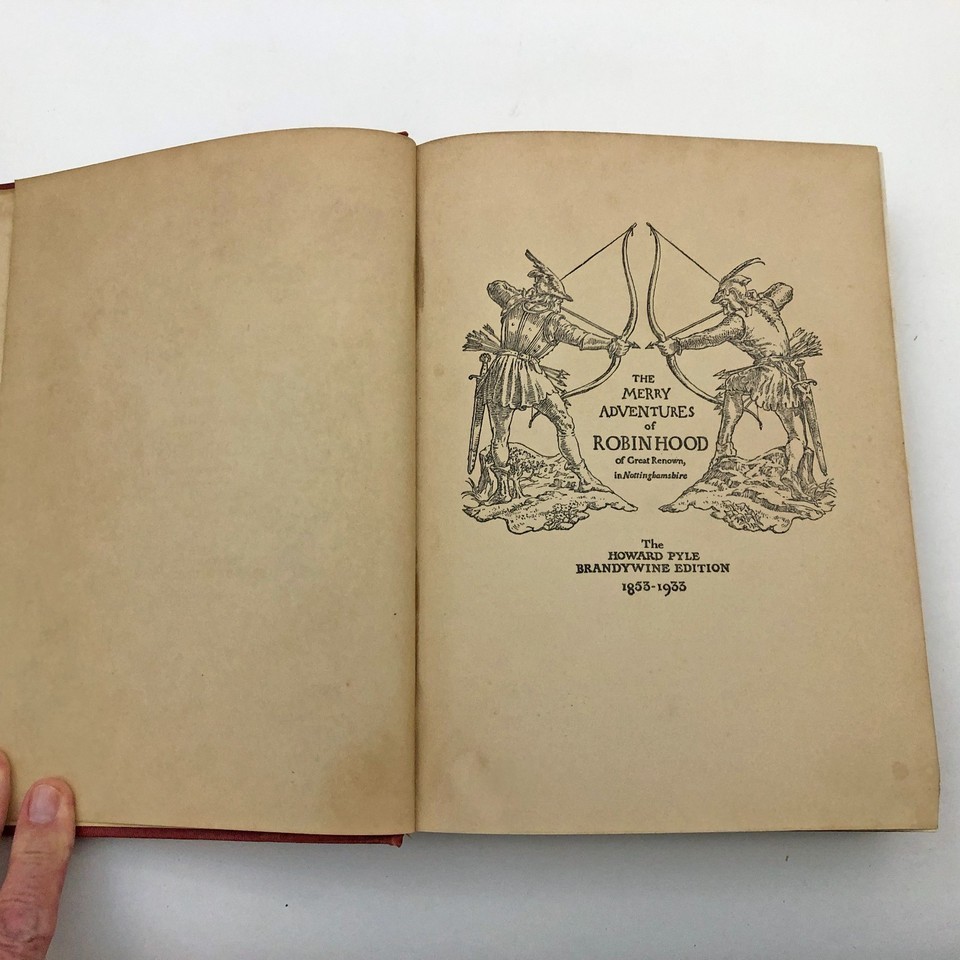 THE
MERRY
ADVENTURES
of
ROBIN HOOD
of Great Renown,
in Nottinghamshire
The
HOWARD PYLE
BRANDYWINE EDITION
1853-1933